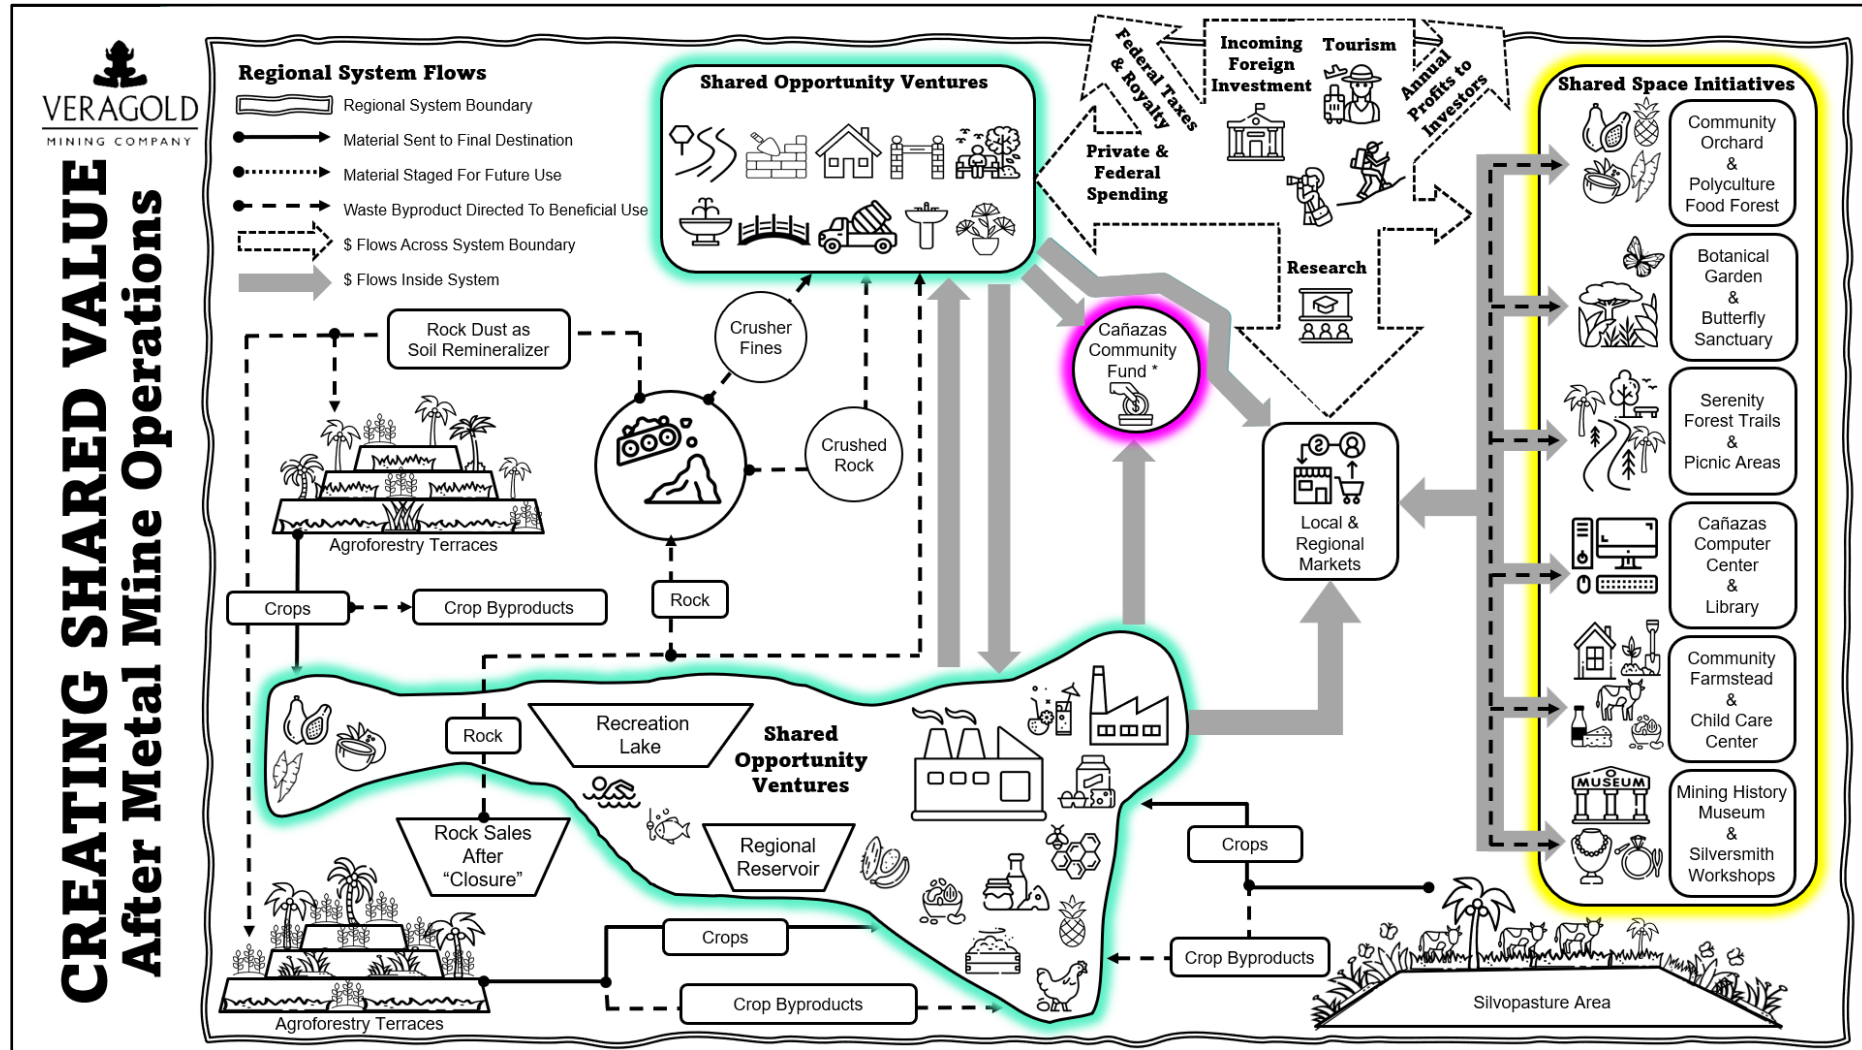 VERAGOLD
MINING COMPANY
CREATING SHARED VALUE
After Metal Mine Operations
Regional System Flows
Regional System Boundary
Material Sent to Final Destination
Material Staged For Future Use
Waste Byproduct Directed To Beneficial Use
$ Flows Across System Boundary
$ Flows Inside System
Shared Opportunity Ventures
Federal Taxes
& Royalty
Incoming
Foreign
Investment
Tourism
Annual
Profits to
Investors
Private &
Federal
Spending
Research
Shared Space Initiatives
Community
Orchard
&
Polyculture
Food Forest
Botanical
Garden
&
Butterfly
Sanctuary
Serenity
Forest Trails
&
Picnic Areas
Cañazas
Computer
Center
&
Library
Community
Farmstead
&
Child Care
Center
MUSEUM
Mining History
Museum
&
Silversmith
Workshops
Rock Dust as
Soil Remineralizer
Crusher
Fines
Crushed
Rock
Cañazas
Community
Fund *
$
Local &
Regional
Markets
Agroforestry Terraces
Crops
Crop Byproducts
Rock
Rock
Recreation
Lake
Shared
Opportunity
Ventures
Rock Sales
After
“Closure”
Regional
Reservoir
Crops
Crop Byproducts
Agroforestry Terraces
Crops
Crop Byproducts
Silvopasture Area